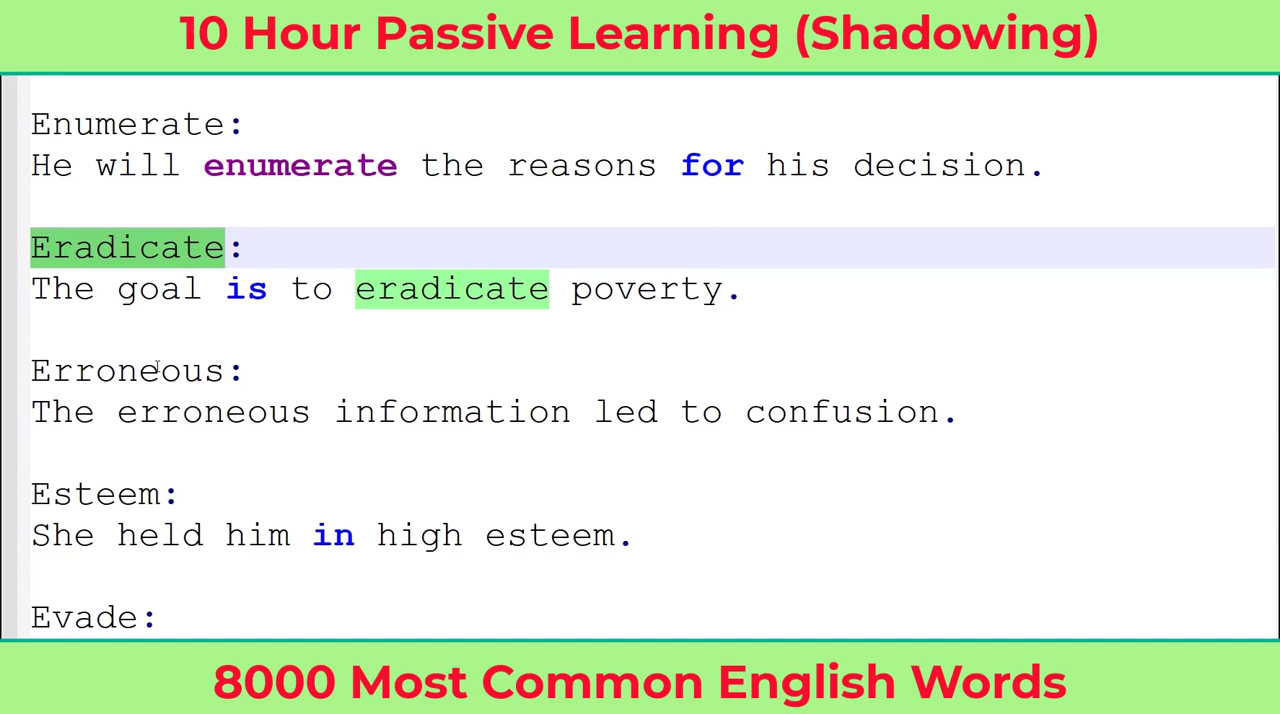 10 Hour Passive Learning (Shadowing)
Enumerate:
He will enumerate the reasons for his decision.
Eradicate:
The goal is to eradicate poverty.
Erroneous:
The erroneous information led to confusion.
Esteem:
She held him in high esteem.
Evade:
8000 Most Common English Words